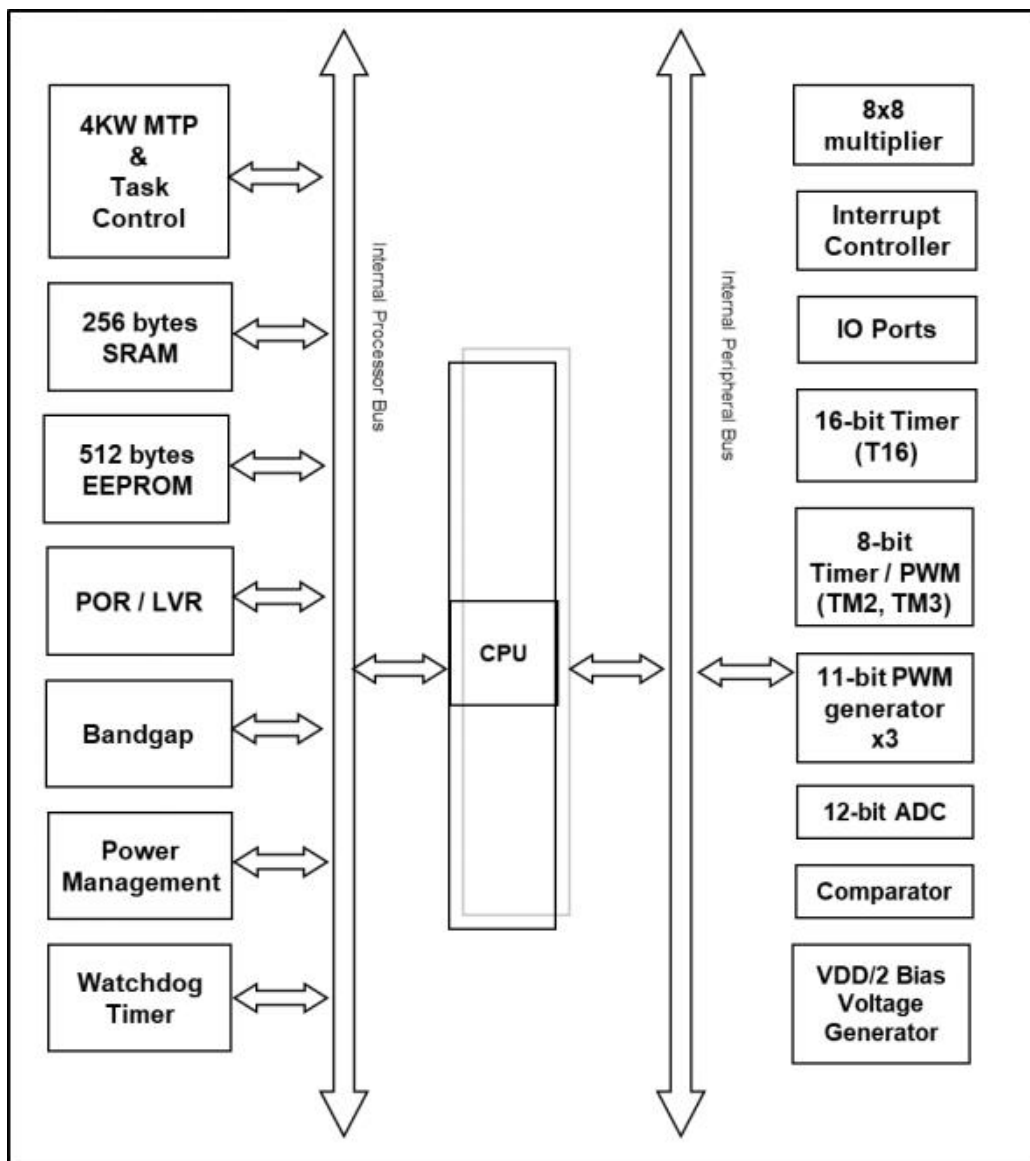 4KW MTP
&
Task
Control
256 bytes
SRAM
512 bytes
EEPROM
POR / LVR
Bandgap
Power
Management
Watchdog
Timer
Internal Processor Bus
CPU
Internal Peripheral Bus
8x8
multiplier
Interrupt
Controller
IO Ports
16-bit Timer
(T16)
8-bit
Timer / PWM
(TM2, TM3)
11-bit PWM
generator
x3
12-bit ADC
Comparator
VDD/2 Bias
Voltage
Generator